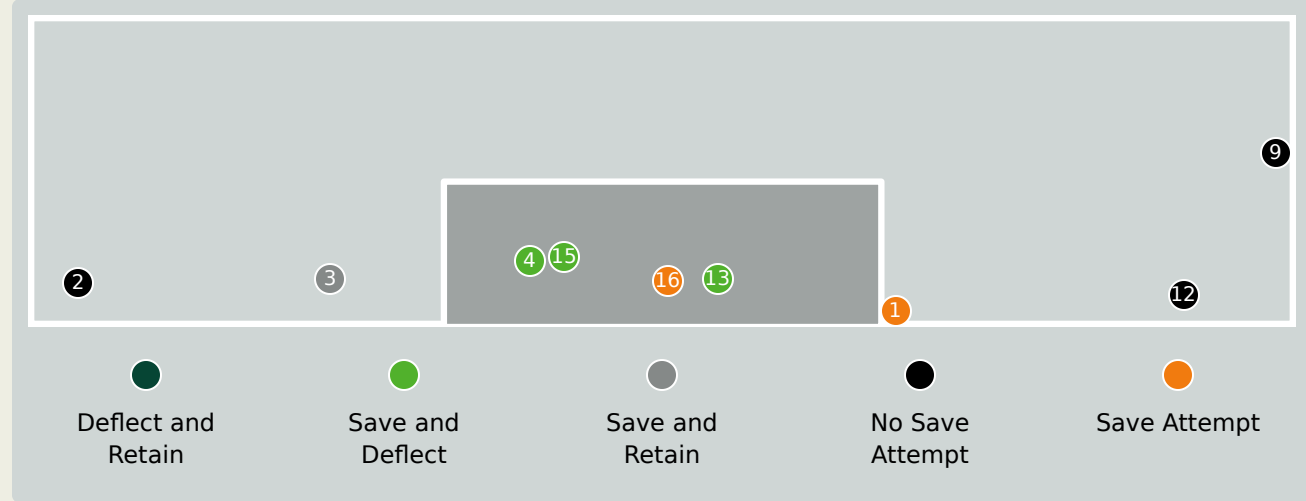 9
4
15
2
3
16
13
12
1
Deflect and
Retain
Save and
Deflect
Save and
Retain
No Save
Attempt
Save Attempt